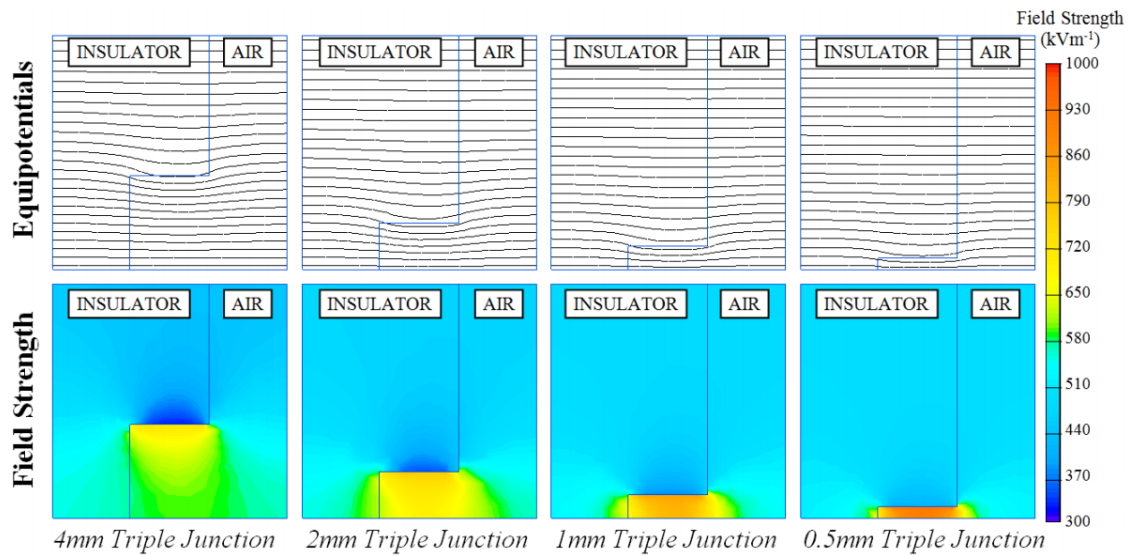 Field Strength
(kVm⁻¹)
INSULATOR AIR INSULATOR AIR INSULATOR AIR INSULATOR AIR
Equipotentials
1000
930
860
790
720
650
580
510
440
370
300
INSULATOR AIR INSULATOR AIR INSULATOR AIR INSULATOR AIR
Field Strength
4mm Triple Junction 2mm Triple Junction 1mm Triple Junction 0.5mm Triple Junction